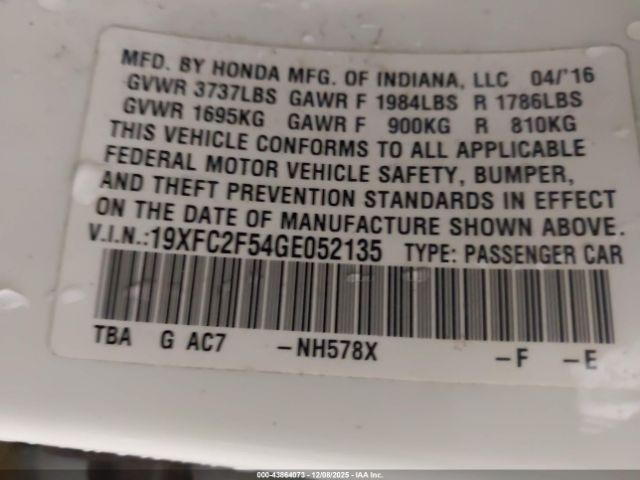 MFD. BY HONDA MFG. OF INDIANA, LLC 04/'16
GVWR 3737LBS GAWR F 1984LBS R 1786LBS
GVWR 1695KG GAWR F 900KG R 810KG
THIS VEHICLE CONFORMS TO ALL APPLICABLE
FEDERAL MOTOR VEHICLE SAFETY, BUMPER,
AND THEFT PREVENTION STANDARDS IN EFFECT
ON THE DATE OF MANUFACTURE SHOWN ABOVE.
V.I.N.:19XFC2F54GE052135 TYPE: PASSENGER CAR
TBA G AC7 -NH578X -F -E
000-43864073 - 12/08/2025 - IAA Inc.